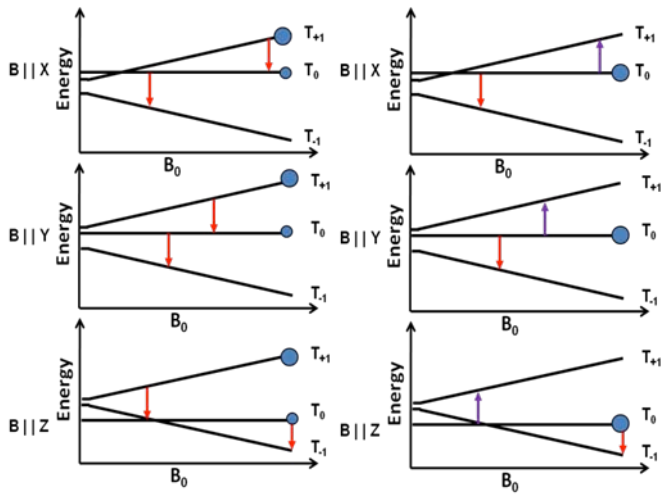 Energy
B || X
T+1
T0
T-1
B0
Energy
B || X
T+1
T0
T-1
B0
Energy
B || Y
T+1
T0
T-1
B0
Energy
B || Y
T+1
T0
T-1
B0
Energy
B || Z
T+1
T0
T-1
B0
Energy
B || Z
T+1
T0
T-1
B0